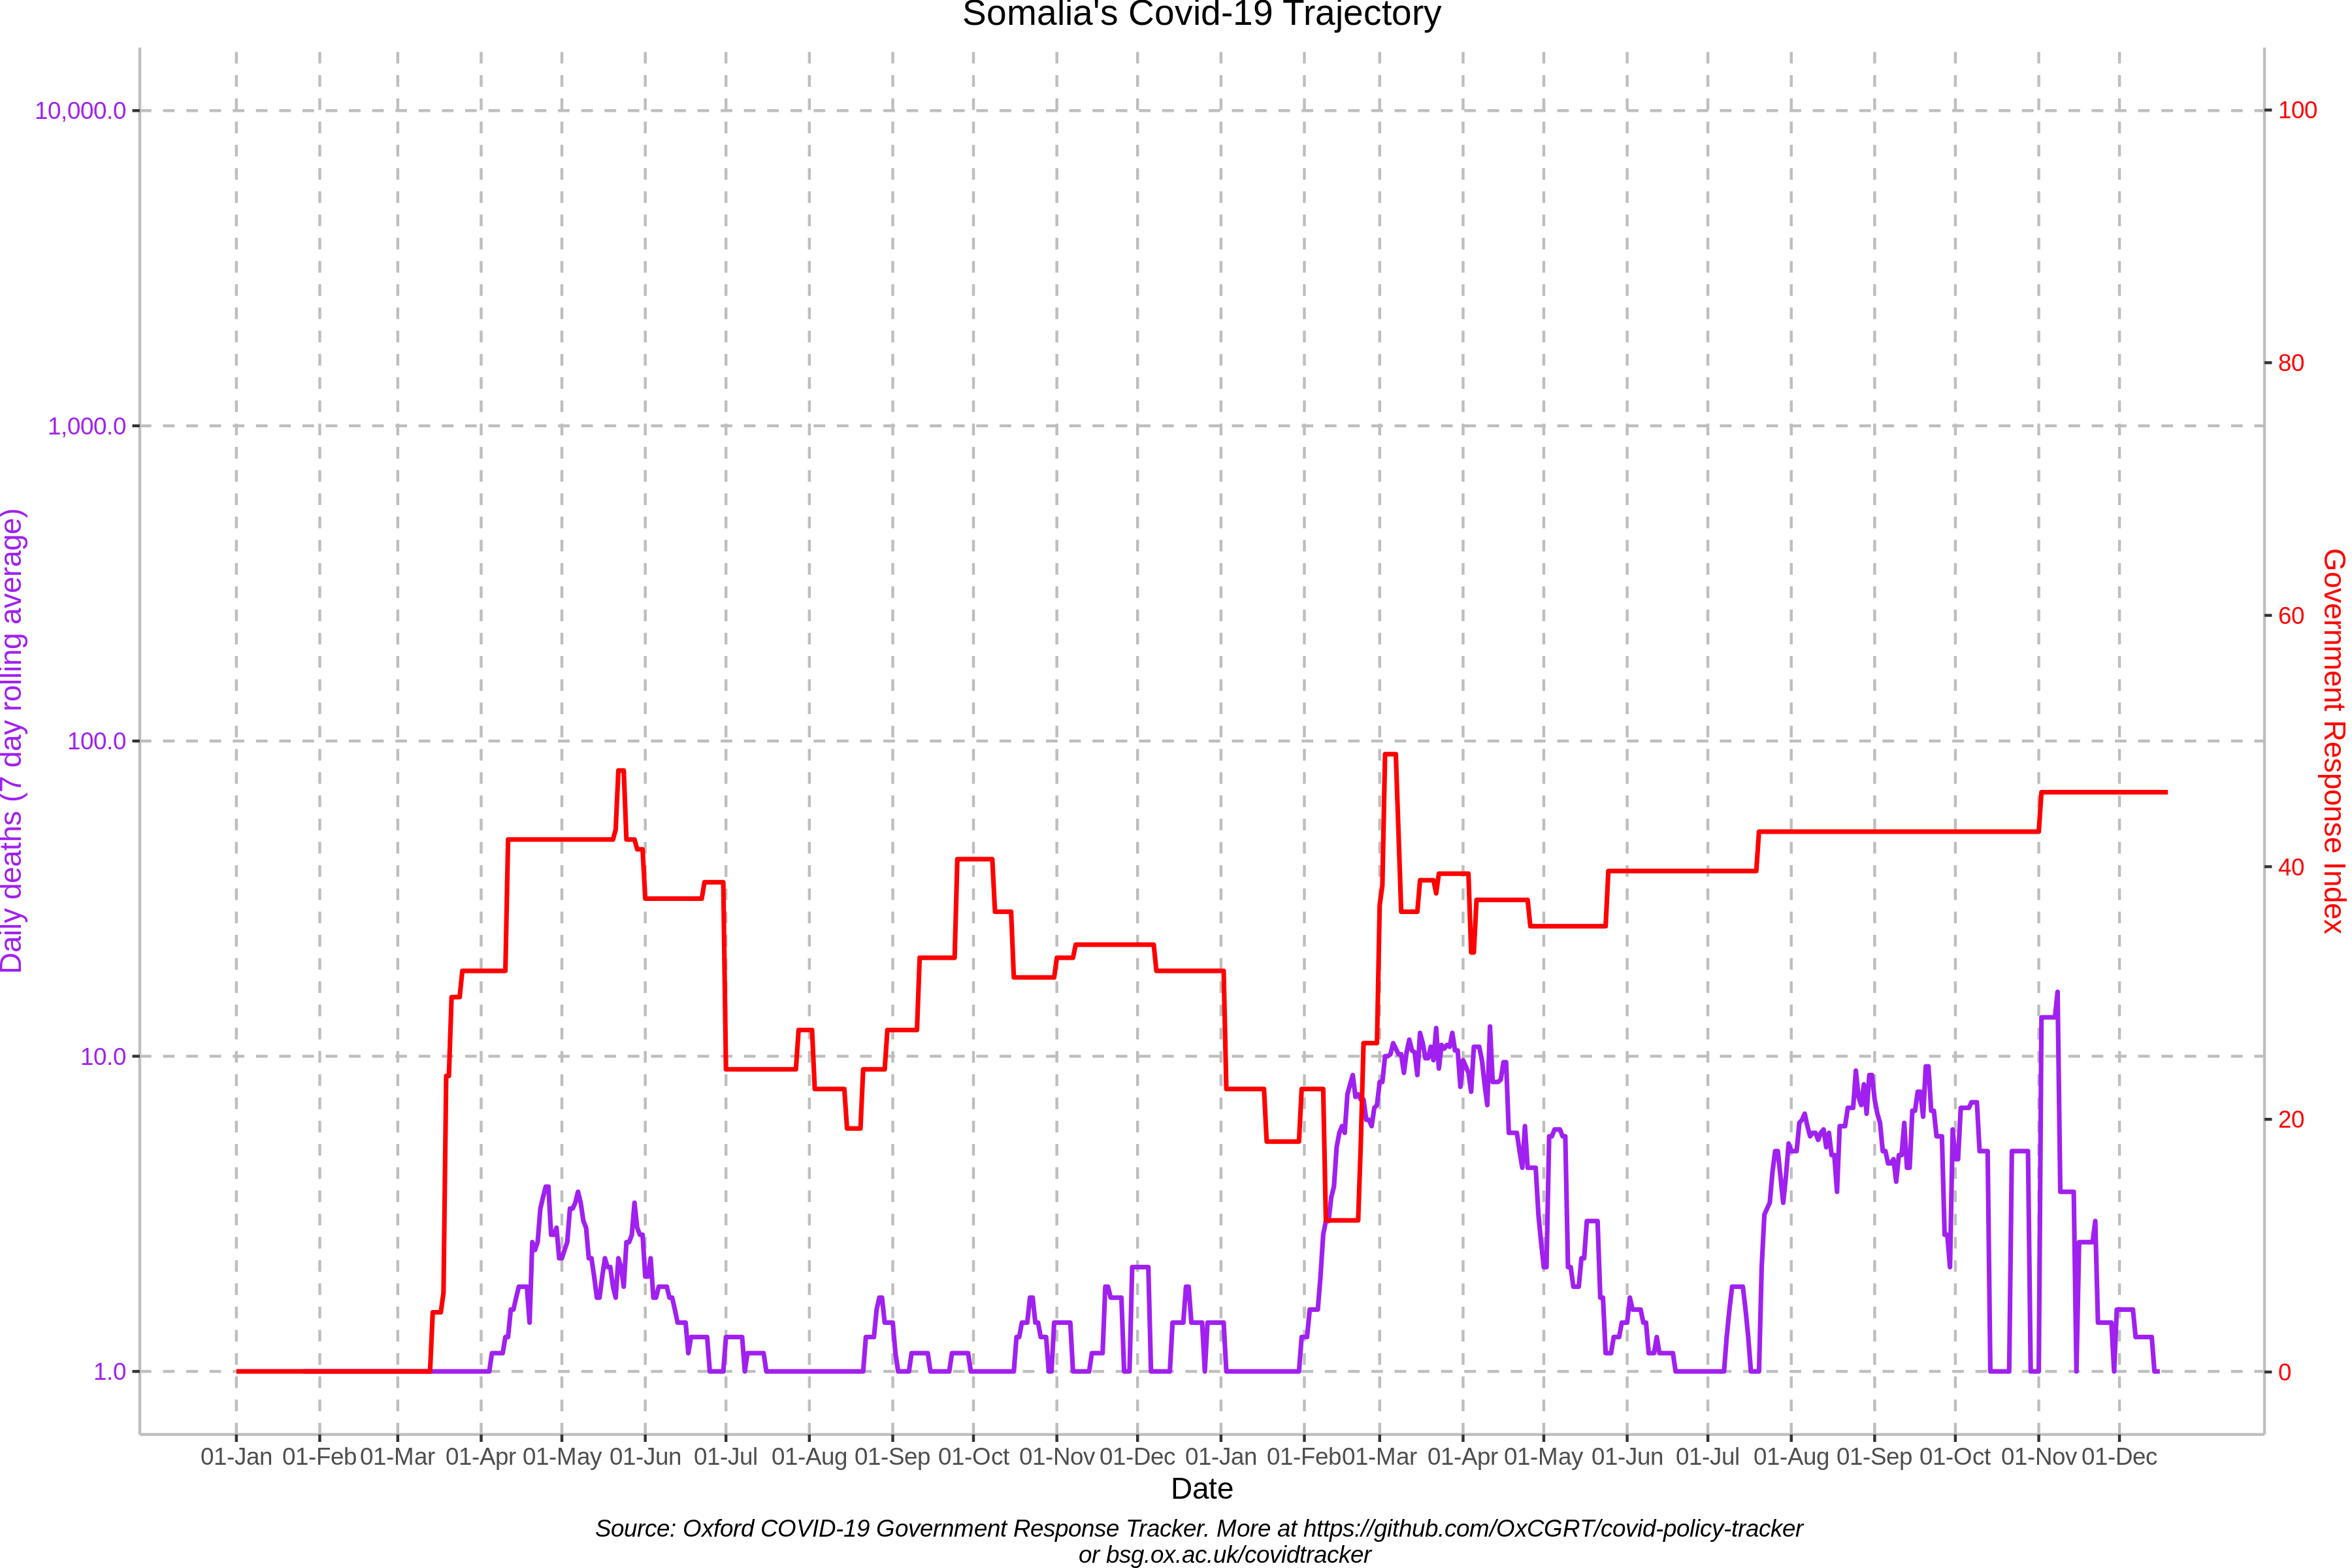 Somalia's Covid-19 Trajectory
10,000.0
1,000.0
100.0
10.0
1.0
Daily deaths (7 day rolling average)
100
80
60
40
20
0
Government Response Index
01-Jan 01-Feb 01-Mar 01-Apr 01-May 01-Jun 01-Jul 01-Aug 01-Sep 01-Oct 01-Nov 01-Dec 01-Jan 01-Feb 01-Mar 01-Apr 01-May 01-Jun 01-Jul 01-Aug 01-Sep 01-Oct 01-Nov 01-Dec
Date
Source: Oxford COVID-19 Government Response Tracker. More at https://github.com/OxCGRT/covid-policy-tracker
or bsg.ox.ac.uk/covidtracker